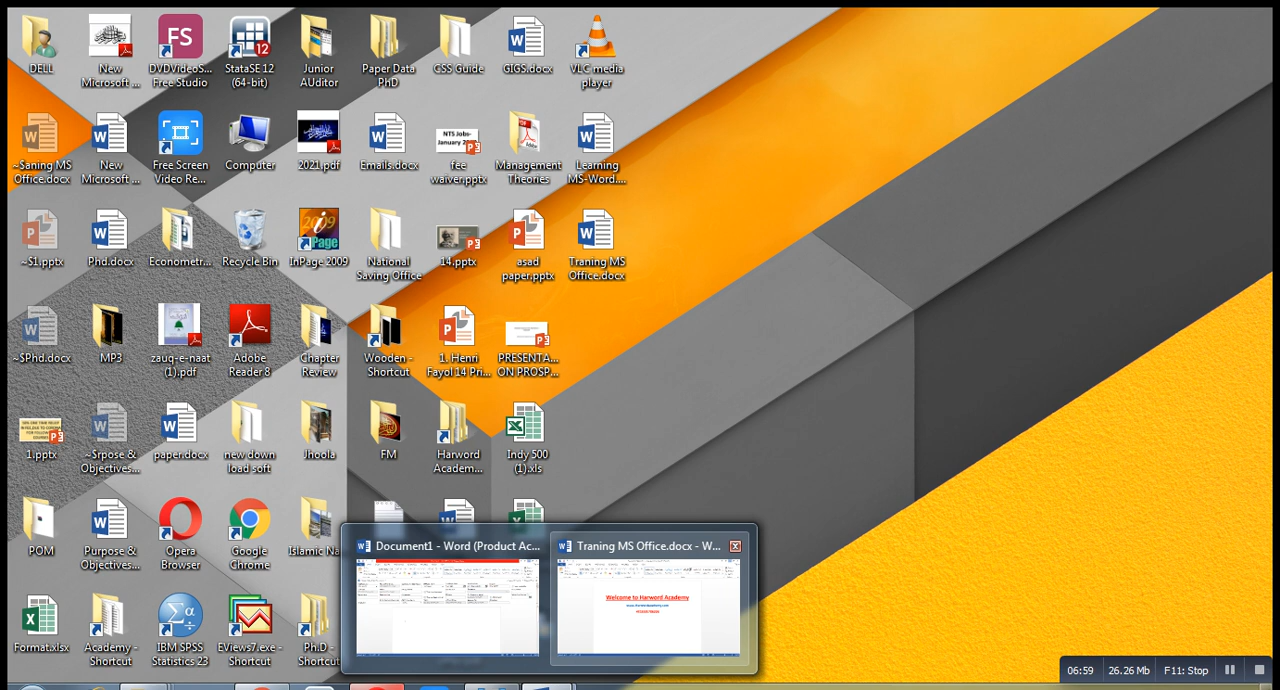 DELL
New
Microsoft ...
DVDVideoS...
Free Studio
StataSE 12
(64-bit)
Junior
AUditor
Paper Data
PhD
CSS Guide
GIGS.docx
VLC media
player
~$aning MS
Office.docx
New
Microsoft ...
Free Screen
Video Re...
Computer
2021.pdf
Emails.docx
NTS Jobs-
fee
waiver.pptx
Management
Theories
Learning
MS-Word....
~$1.pptx
Phd.docx
Econometr...
Recycle Bin
InPage 2009
National
Saving Office
14.pptx
asad
paper.pptx
Traning MS
Office.docx
~$Phd.docx
MP3
zauq-e-naat
(1).pdf
Adobe
Reader 8
Chapter
Review
Wooden -
Shortcut
1. Henri
Fayol 14 Pri...
PRESENTA...
ON PROSP...
1.pptx
~$rpose &
Objectives...
paper.docx
new down
load soft
Jhoola
FM
Harword
Academ...
Indy 500
(1).xls
POM
Purpose &
Objectives...
Opera
Browser
Google
Chrome
Islamic Na
Document1 - Word (Product Ac...
Traning MS Office.docx - W...
Welcome to Harword Academy
Format.xlsx
Academy -
Shortcut
IBM SPSS
Statistics 23
EViews7.exe -
Shortcut
Ph.D -
Shortcut
06:59
26.26 Mb
F11: Stop